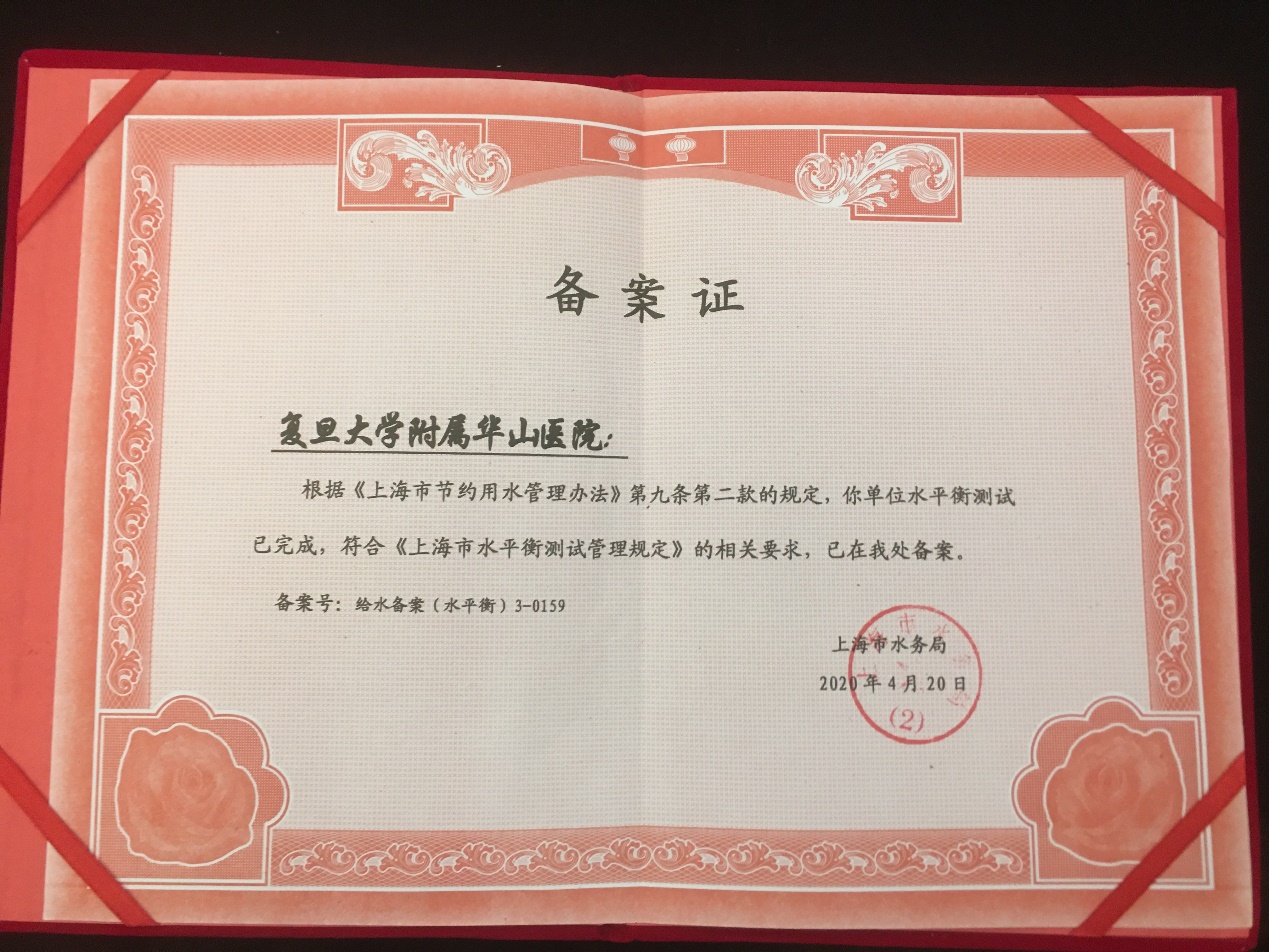 备案证
复旦大学附属华山医院：
根据《上海市节约用水管理办法》第九条第二款的规定，你单位水平衡测试
已完成，符合《上海市水平衡测试管理规定》的相关要求，已在我处备案。
备案号：给水备案（水平衡）3-0159
上海市水务局
2020年4月20日
(2)